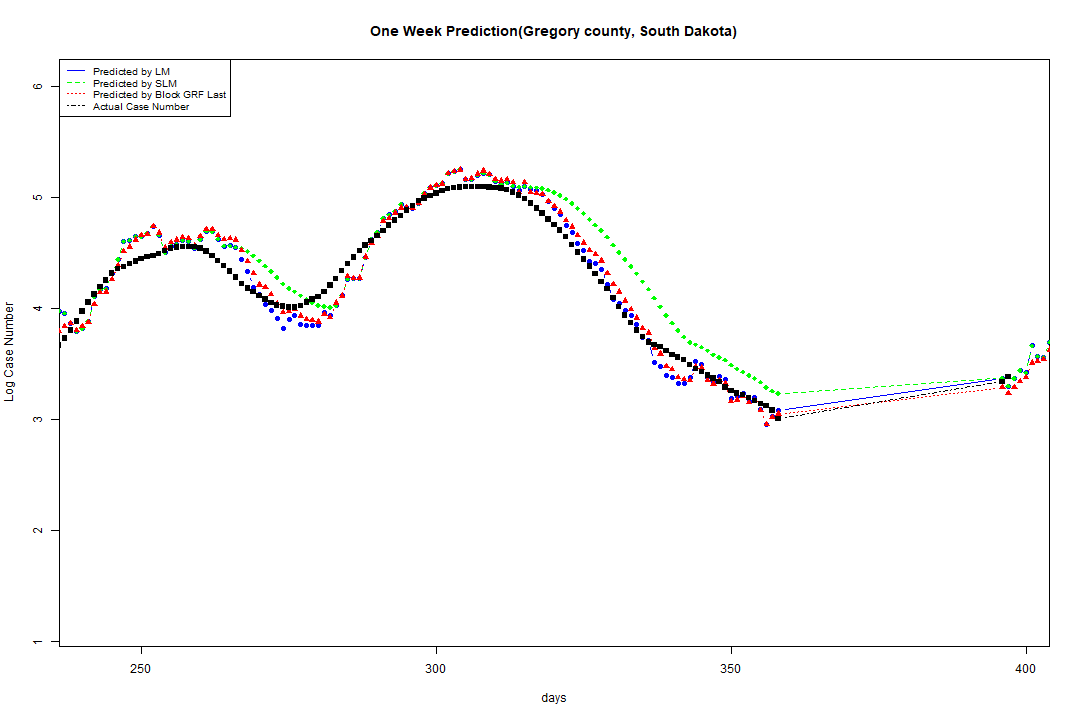 One Week Prediction(Gregory county, South Dakota)
Predicted by LM
Predicted by SLM
Predicted by Block GRF Last
Actual Case Number
Log Case Number
6
5
4
3
2
1
250
300
350
400
days